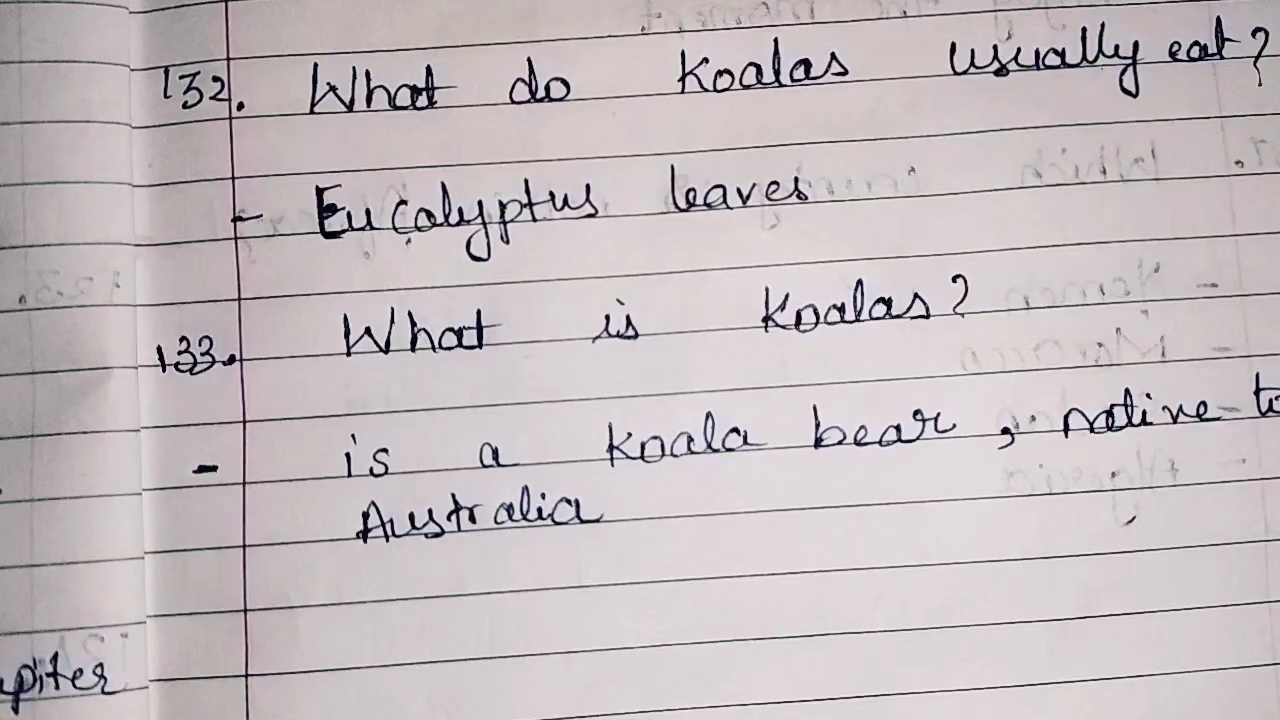 132. What do Koalas usually eat?
- Eucalyptus leaves
133. What is Koalas?
- is a Koala bear, native to
Australia
piter